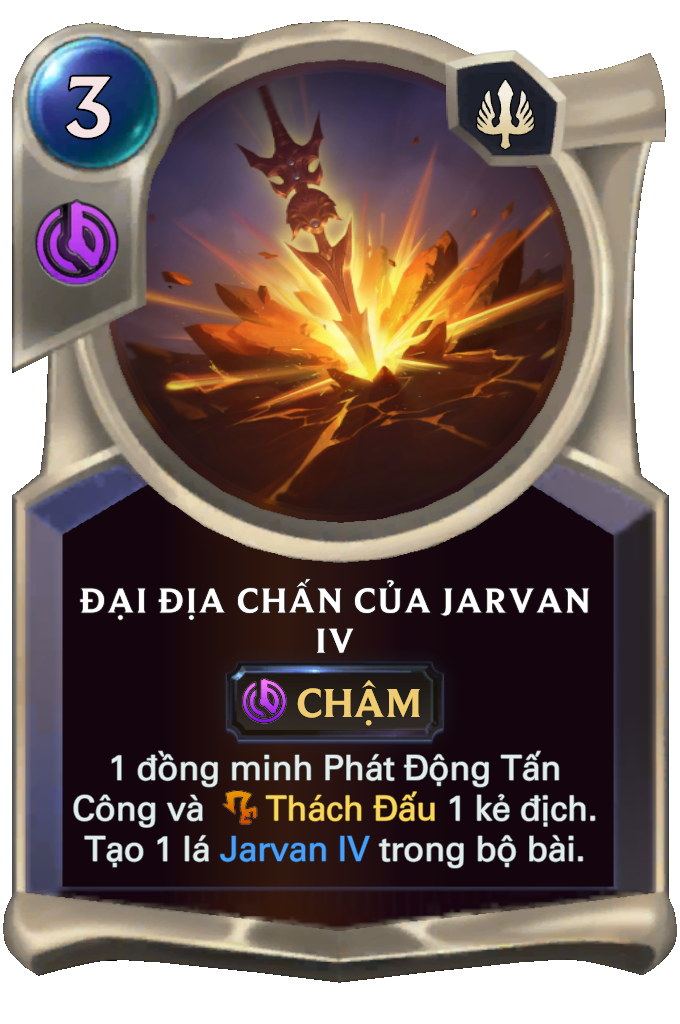 3
ĐẠI ĐỊA CHẤN CỦA JARVAN
IV
CHẬM
1 đồng minh Phát Động Tấn
Công và Thách Đấu 1 kẻ địch.
Tạo 1 lá Jarvan IV trong bộ bài.